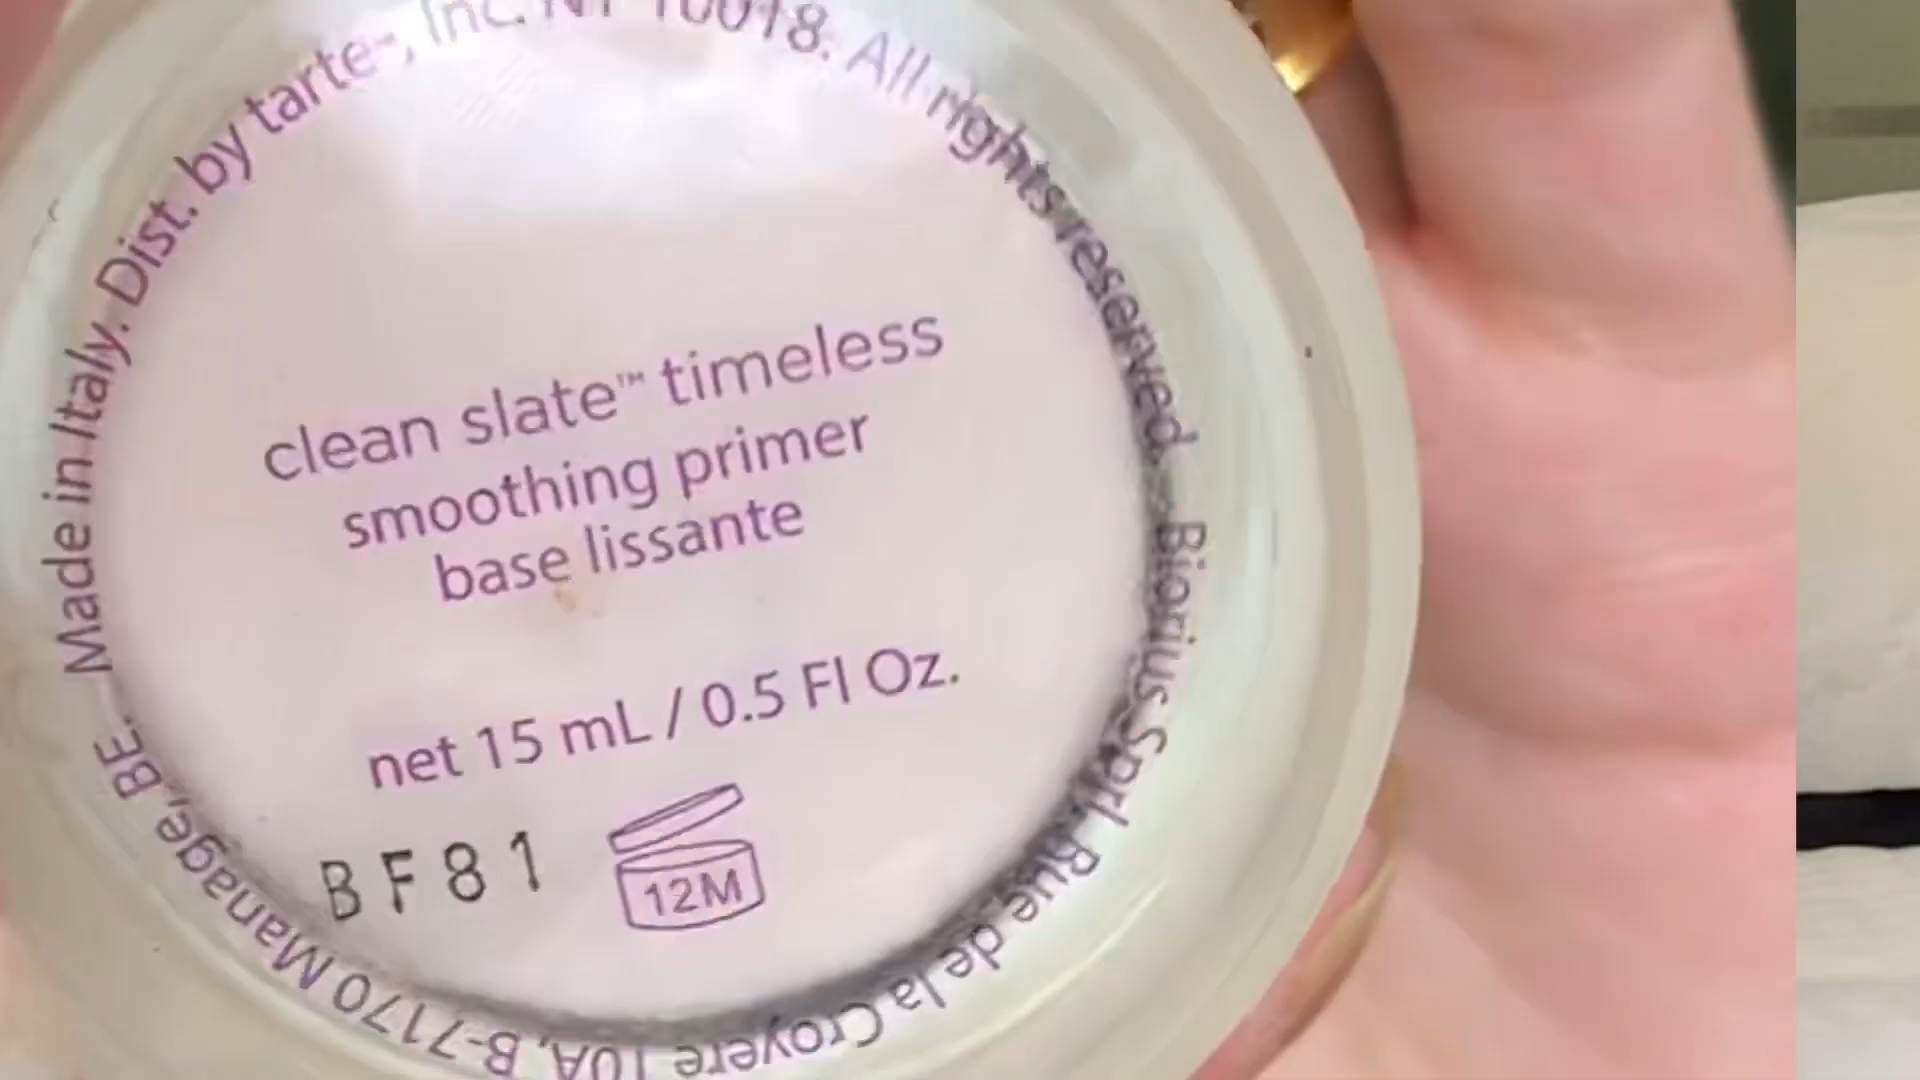 Made in Italy. Dist. by tarte™, Inc. NY 10018. All rights reserved
Biorius Sprl. Rue de la Croyere 10A, B-7170 Manage, BE.
clean slate™ timeless
smoothing primer
base lissante
net 15 mL / 0.5 Fl Oz.
BF81
12M